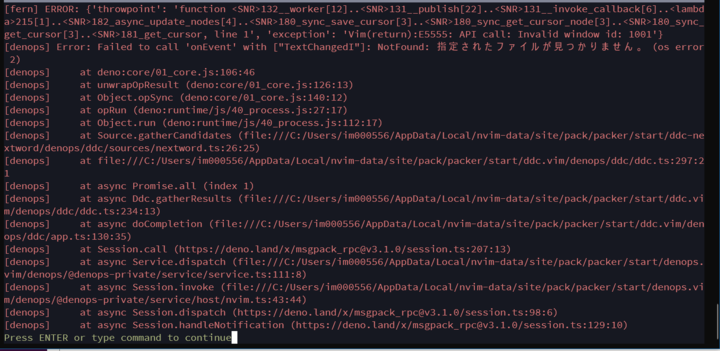 [fern] ERROR: {'throwpoint': 'function <SNR>132__worker[12]..<SNR>131__publish[22]..<SNR>131__invoke_callback[6]..<lambd
a>215[1]..<SNR>182_async_update_nodes[4]..<SNR>180_sync_save_cursor[3]..<SNR>180_sync_get_cursor_node[3]..<SNR>180_sync_
get_cursor[3]..<SNR>181_get_cursor, line 1', 'exception': 'Vim(return):E5555: API call: Invalid window id: 1001'}
[denops] Error: Failed to call 'onEvent' with ["TextChangedI"]: NotFound: 指定されたファイルが見つかりません。 (os error
 2)
[denops]     at deno:core/01_core.js:106:46
[denops]     at unwrapOpResult (deno:core/01_core.js:126:13)
[denops]     at Object.opSync (deno:core/01_core.js:140:12)
[denops]     at opRun (deno:runtime/js/40_process.js:27:17)
[denops]     at Object.run (deno:runtime/js/40_process.js:112:17)
[denops]     at Source.gatherCandidates (file:///C:/Users/im000556/AppData/Local/nvim-data/site/pack/packer/start/ddc-ne
xtword/denops/ddc/sources/nextword.ts:26:25)
[denops]     at file:///C:/Users/im000556/AppData/Local/nvim-data/site/pack/packer/start/ddc.vim/denops/ddc/ddc.ts:297:2
1
[denops]     at async Promise.all (index 1)
[denops]     at async Ddc.gatherResults (file:///C:/Users/im000556/AppData/Local/nvim-data/site/pack/packer/start/ddc.vi
m/denops/ddc/ddc.ts:234:13)
[denops]     at async doCompletion (file:///C:/Users/im000556/AppData/Local/nvim-data/site/pack/packer/start/ddc.vim/den
ops/ddc/app.ts:130:35)
[denops]     at Session.call (https://deno.land/x/msgpack_rpc@v3.1.0/session.ts:207:13)
[denops]     at async Service.dispatch (file:///C:/Users/im000556/AppData/Local/nvim-data/site/pack/packer/start/denops.
vim/denops/@denops-private/service/service.ts:111:8)
[denops]     at async Session.invoke (file:///C:/Users/im000556/AppData/Local/nvim-data/site/pack/packer/start/denops.vi
m/denops/@denops-private/service/host/nvim.ts:43:44)
[denops]     at async Session.dispatch (https://deno.land/x/msgpack_rpc@v3.1.0/session.ts:98:6)
[denops]     at async Session.handleNotification (https://deno.land/x/msgpack_rpc@v3.1.0/session.ts:129:10)
Press ENTER or type command to continue